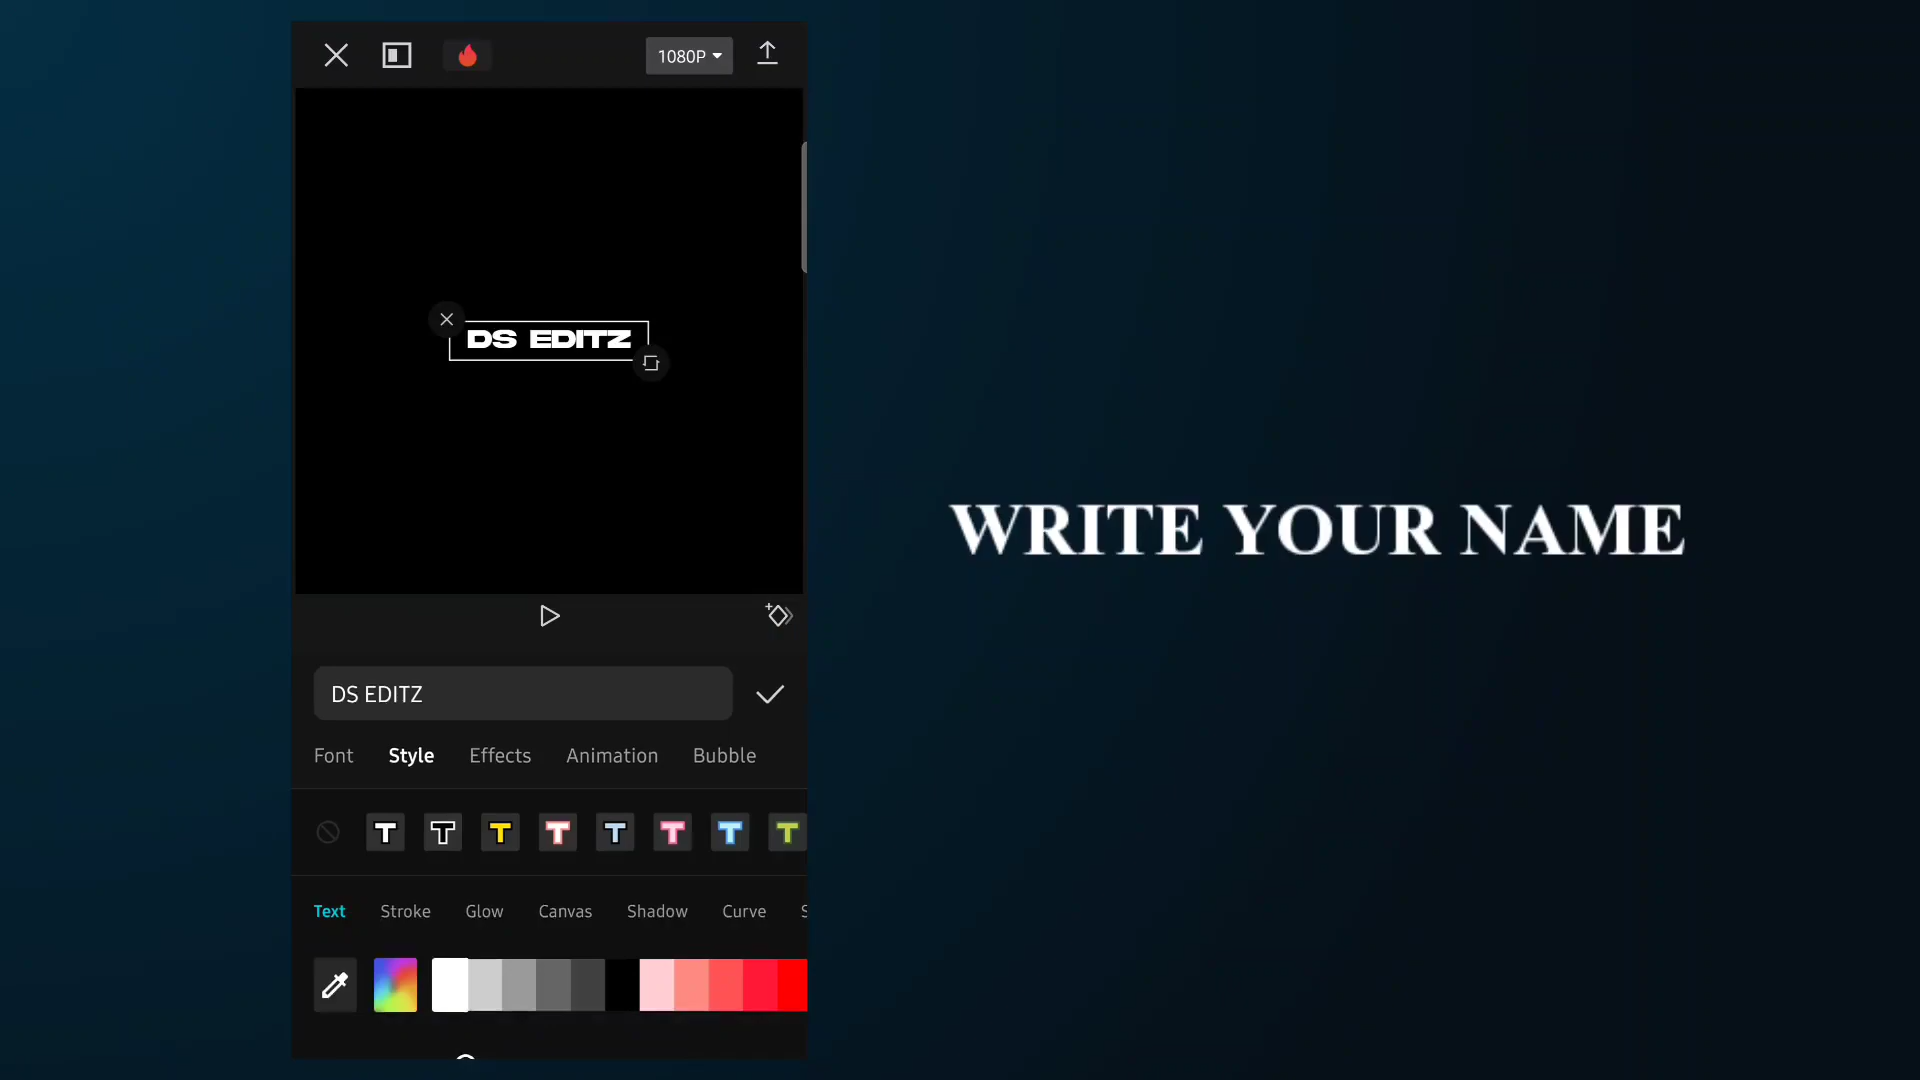 1080P
DS EDITZ
DS EDITZ
Font Style Effects Animation Bubble
T T T T T T T T
Text Stroke Glow Canvas Shadow Curve
WRITE YOUR NAME